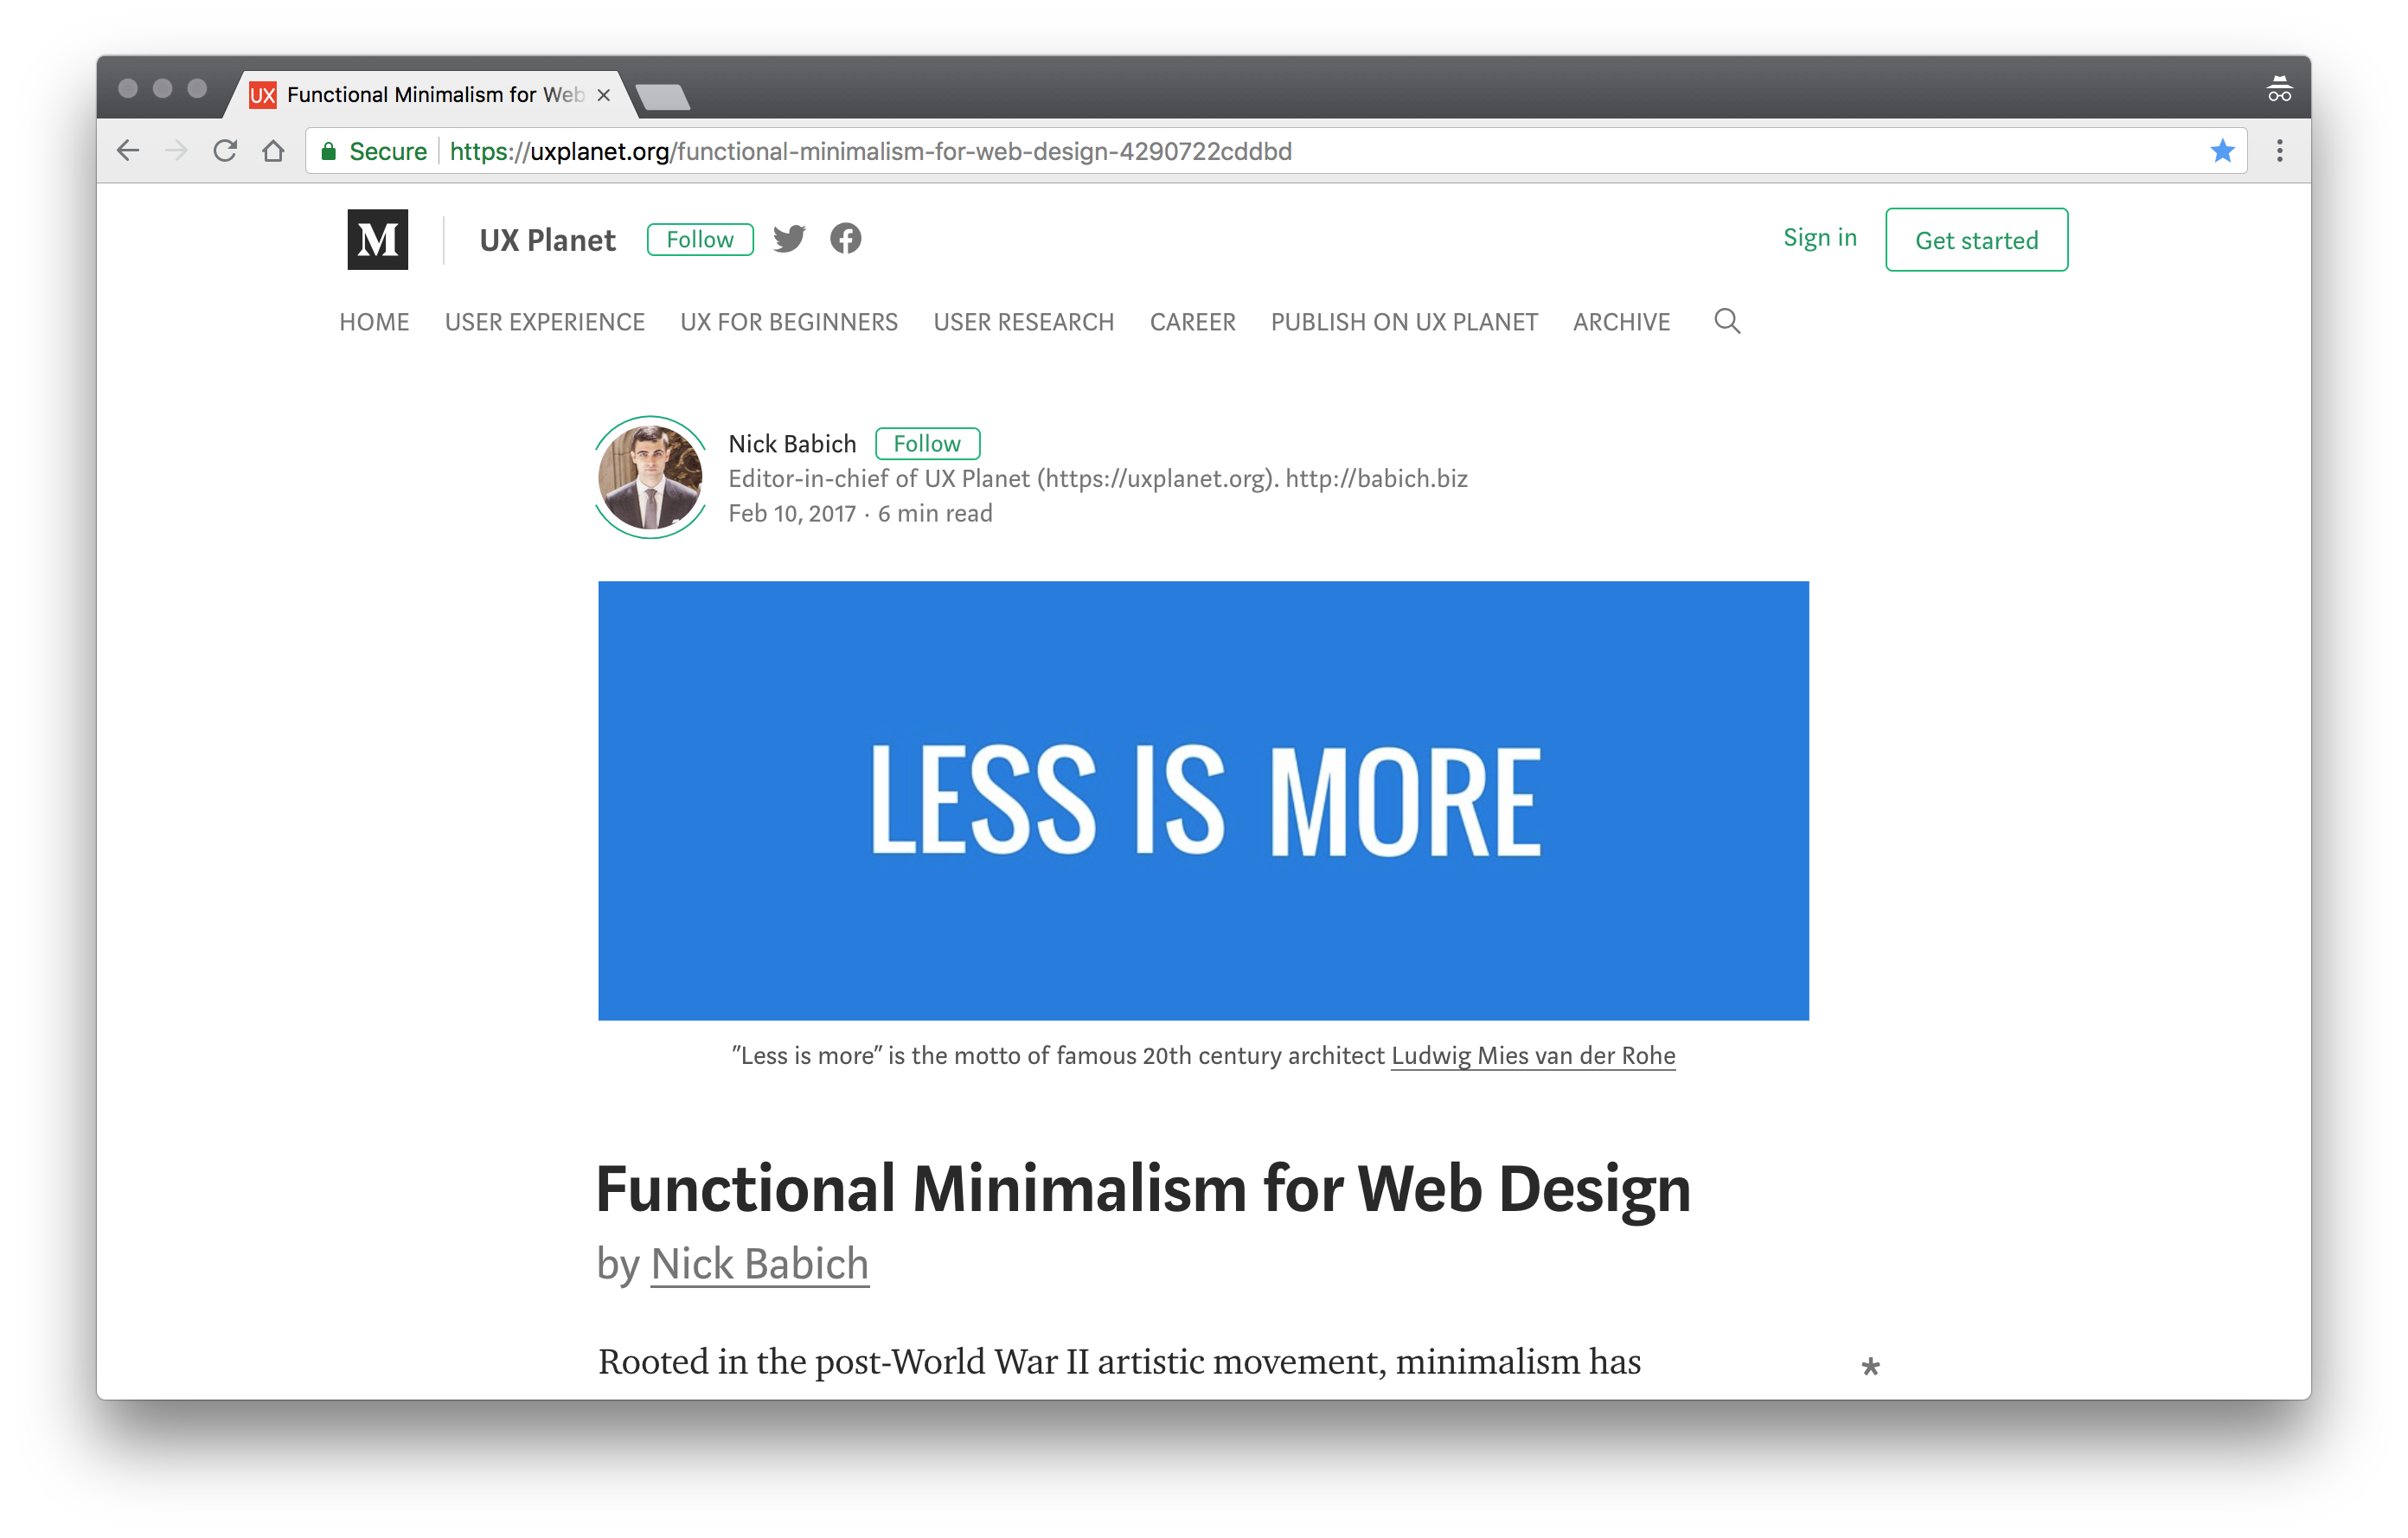 UX Functional Minimalism for Web
Secure https://uxplanet.org/functional-minimalism-for-web-design-4290722cddbd
M UX Planet Follow Sign in Get started
HOME USER EXPERIENCE UX FOR BEGINNERS USER RESEARCH CAREER PUBLISH ON UX PLANET ARCHIVE
Nick Babich Follow
Editor-in-chief of UX Planet (https://uxplanet.org). http://babich.biz
Feb 10, 2017 · 6 min read
LESS IS MORE
"Less is more" is the motto of famous 20th century architect Ludwig Mies van der Rohe
Functional Minimalism for Web Design
by Nick Babich
Rooted in the post-World War II artistic movement, minimalism has *